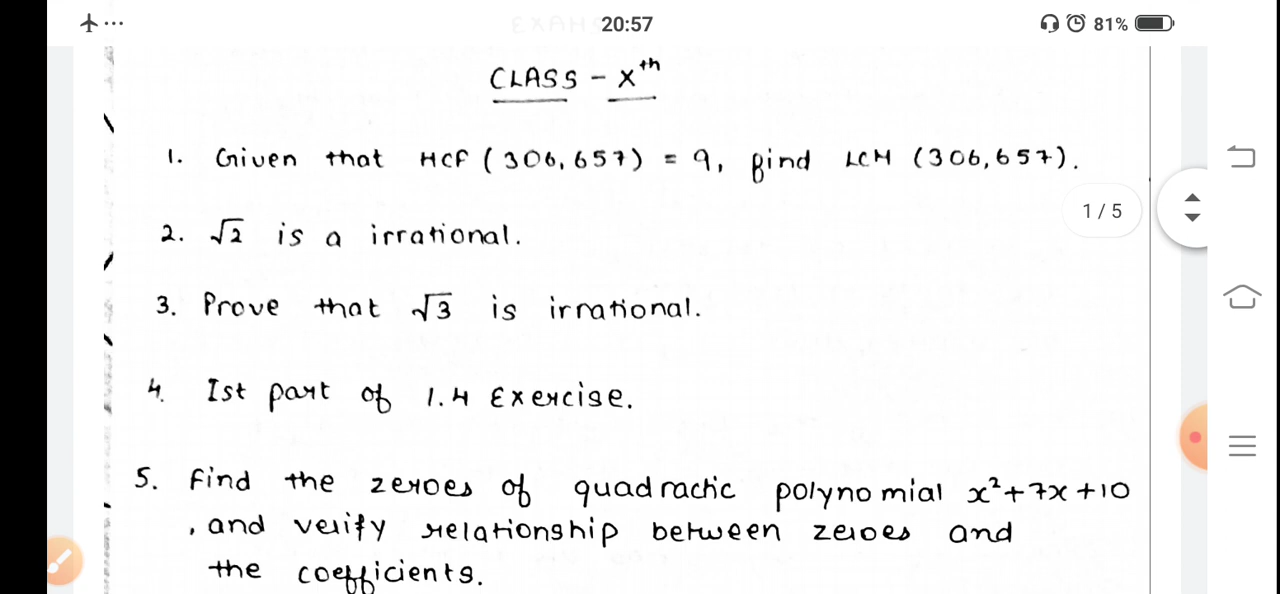 EXAMS
20:57
81%
CLASS - Xth
1. Given that HCF (306,657) = 9, find LCM (306,657).
1 / 5
2. √2 is a irrational.
3. Prove that √3 is irrational.
4. Ist part of 1.4 Exercise.
5. Find the zeroes of quadractic polynomial x²+7x+10
, and verify relationship between zeroes and
the coefficients.